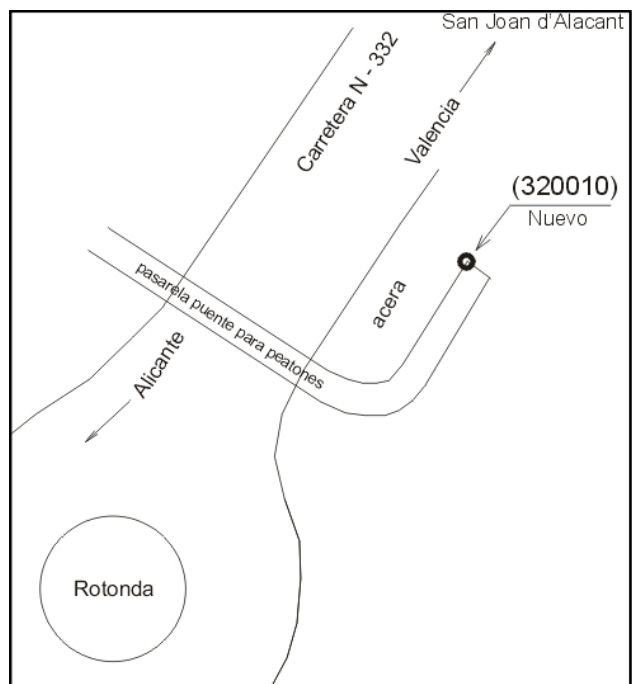 San Joan d'Alacant
Carretera N - 332
Valencia
(320010)
Nuevo
pasarela puente para peatones
acera
Alicante
Rotonda